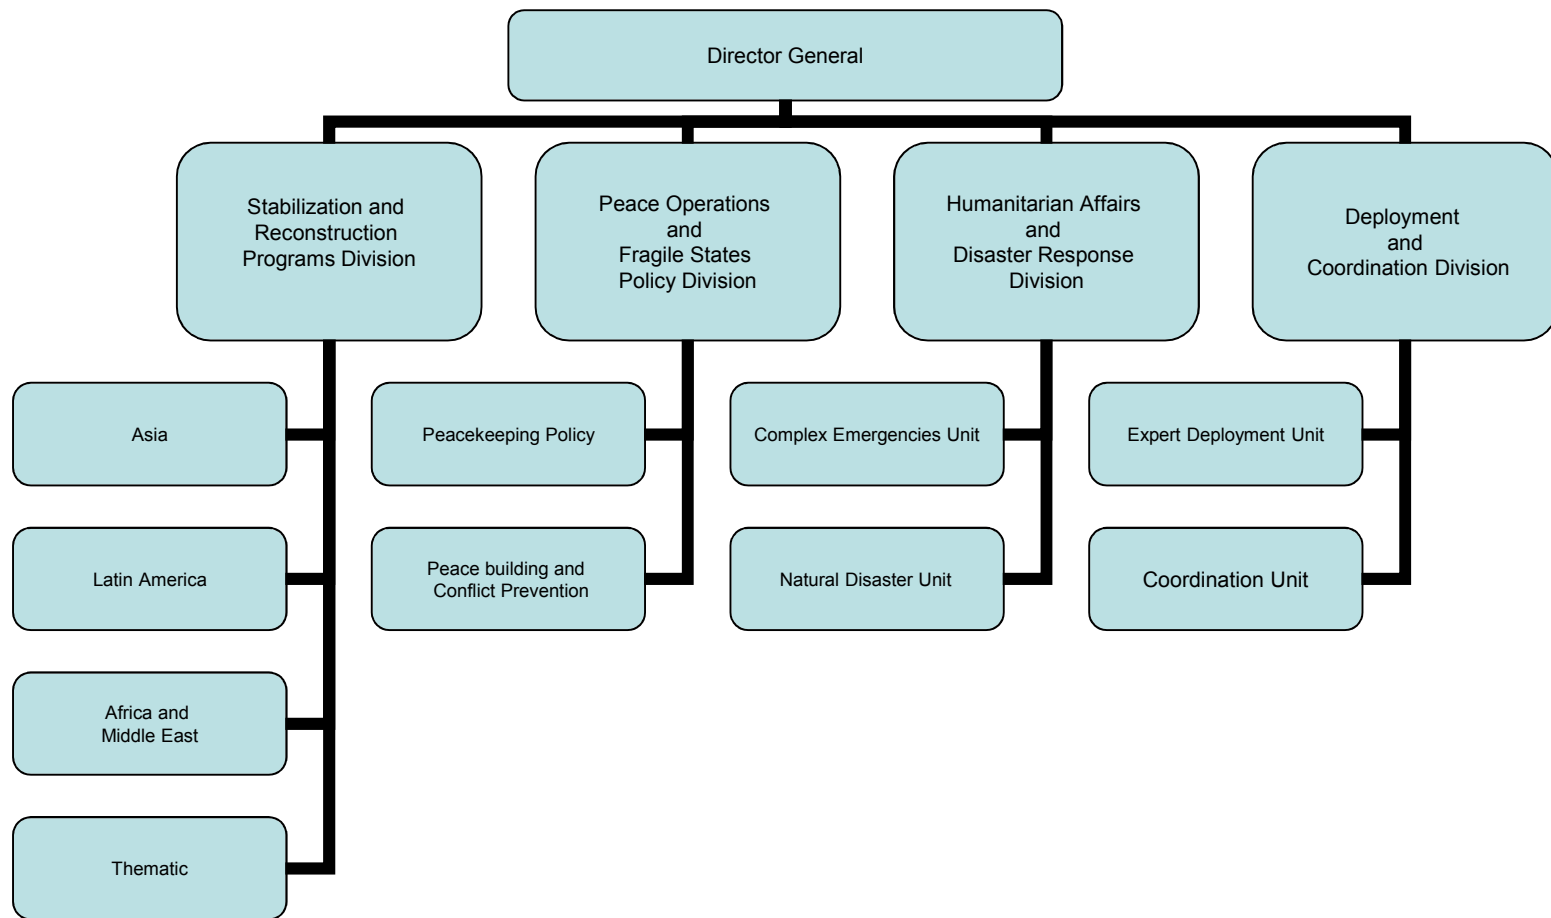 Director General
Stabilization and
Reconstruction
Programs Division
Peace Operations
and
Fragile States
Policy Division
Humanitarian Affairs
and
Disaster Response
Division
Deployment
and
Coordination Division
Asia
Peacekeeping Policy
Complex Emergencies Unit
Expert Deployment Unit
Latin America
Peace building and
Conflict Prevention
Natural Disaster Unit
Coordination Unit
Africa and
Middle East
Thematic